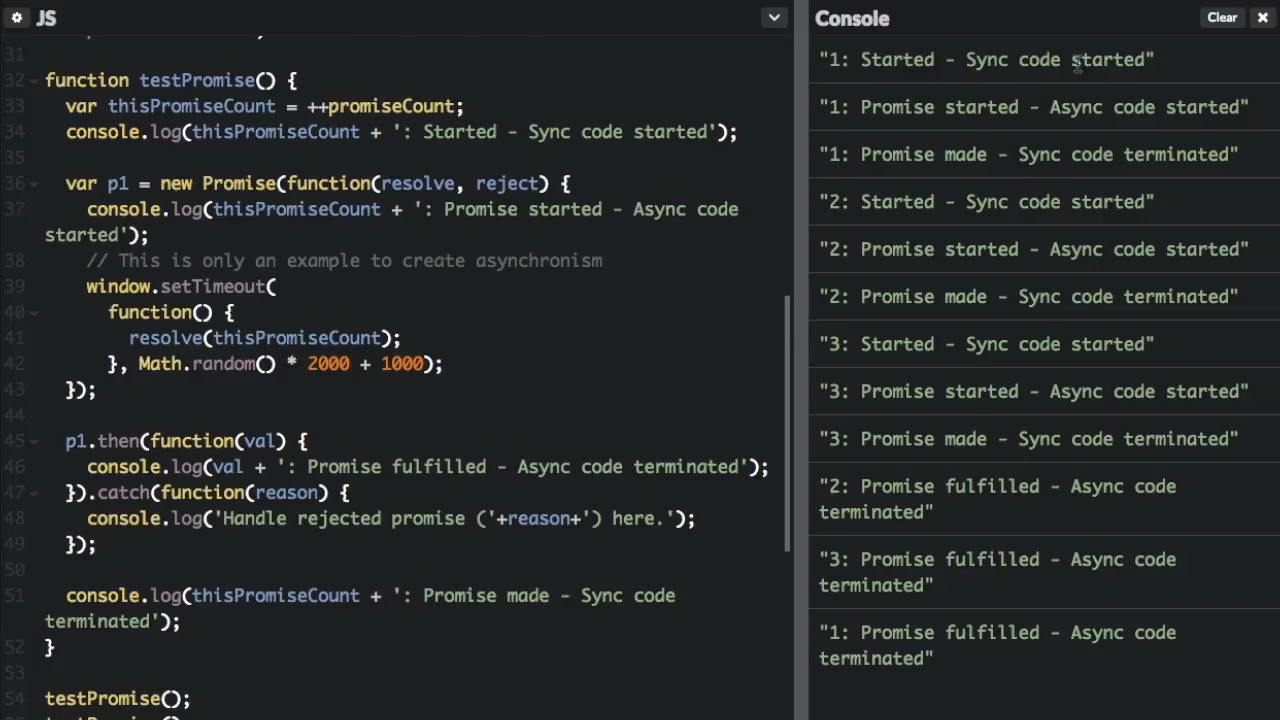 JS
31
32 function testPromise() {
33 var thisPromiseCount = ++promiseCount;
34 console.log(thisPromiseCount + ': Started - Sync code started');
35
36 var p1 = new Promise(function(resolve, reject) {
37 console.log(thisPromiseCount + ': Promise started - Async code
started');
38 // This is only an example to create asynchronism
39 window.setTimeout(
40 function() {
41 resolve(thisPromiseCount);
42 }, Math.random() * 2000 + 1000);
43 });
44
45 p1.then(function(val) {
46 console.log(val + ': Promise fulfilled - Async code terminated');
47 }).catch(function(reason) {
48 console.log('Handle rejected promise ('+reason+') here.');
49 });
50
51 console.log(thisPromiseCount + ': Promise made - Sync code
terminated');
52 }
53
54 testPromise();
Console
Clear
"1: Started - Sync code started"
"1: Promise started - Async code started"
"1: Promise made - Sync code terminated"
"2: Started - Sync code started"
"2: Promise started - Async code started"
"2: Promise made - Sync code terminated"
"3: Started - Sync code started"
"3: Promise started - Async code started"
"3: Promise made - Sync code terminated"
"2: Promise fulfilled - Async code
terminated"
"3: Promise fulfilled - Async code
terminated"
"1: Promise fulfilled - Async code
terminated"